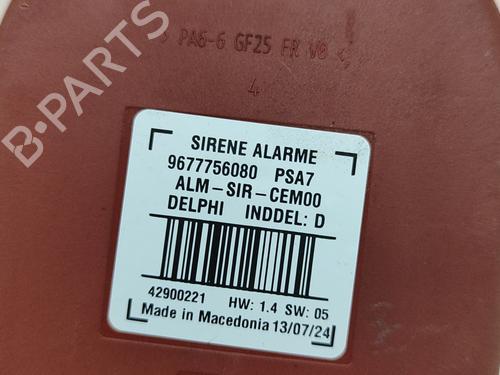 PA6-6 GF25 FR V0 <
4
B-PARTS
SIRENE ALARME
9677756080 PSA7
ALM-SIR-CEM00
DELPHI INDDEL: D
42900221 HW: 1.4 SW: 05
Made in Macedonia 13/07/24